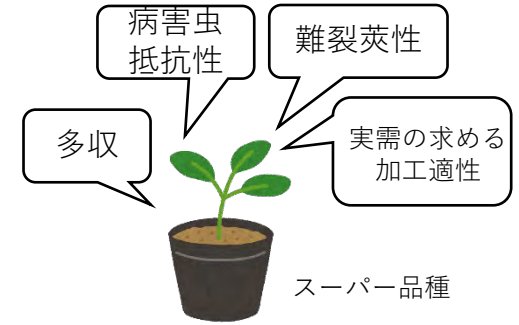 病害虫
抵抗性
難裂莢性
多収
実需の求める
加工適性
スーパー品種